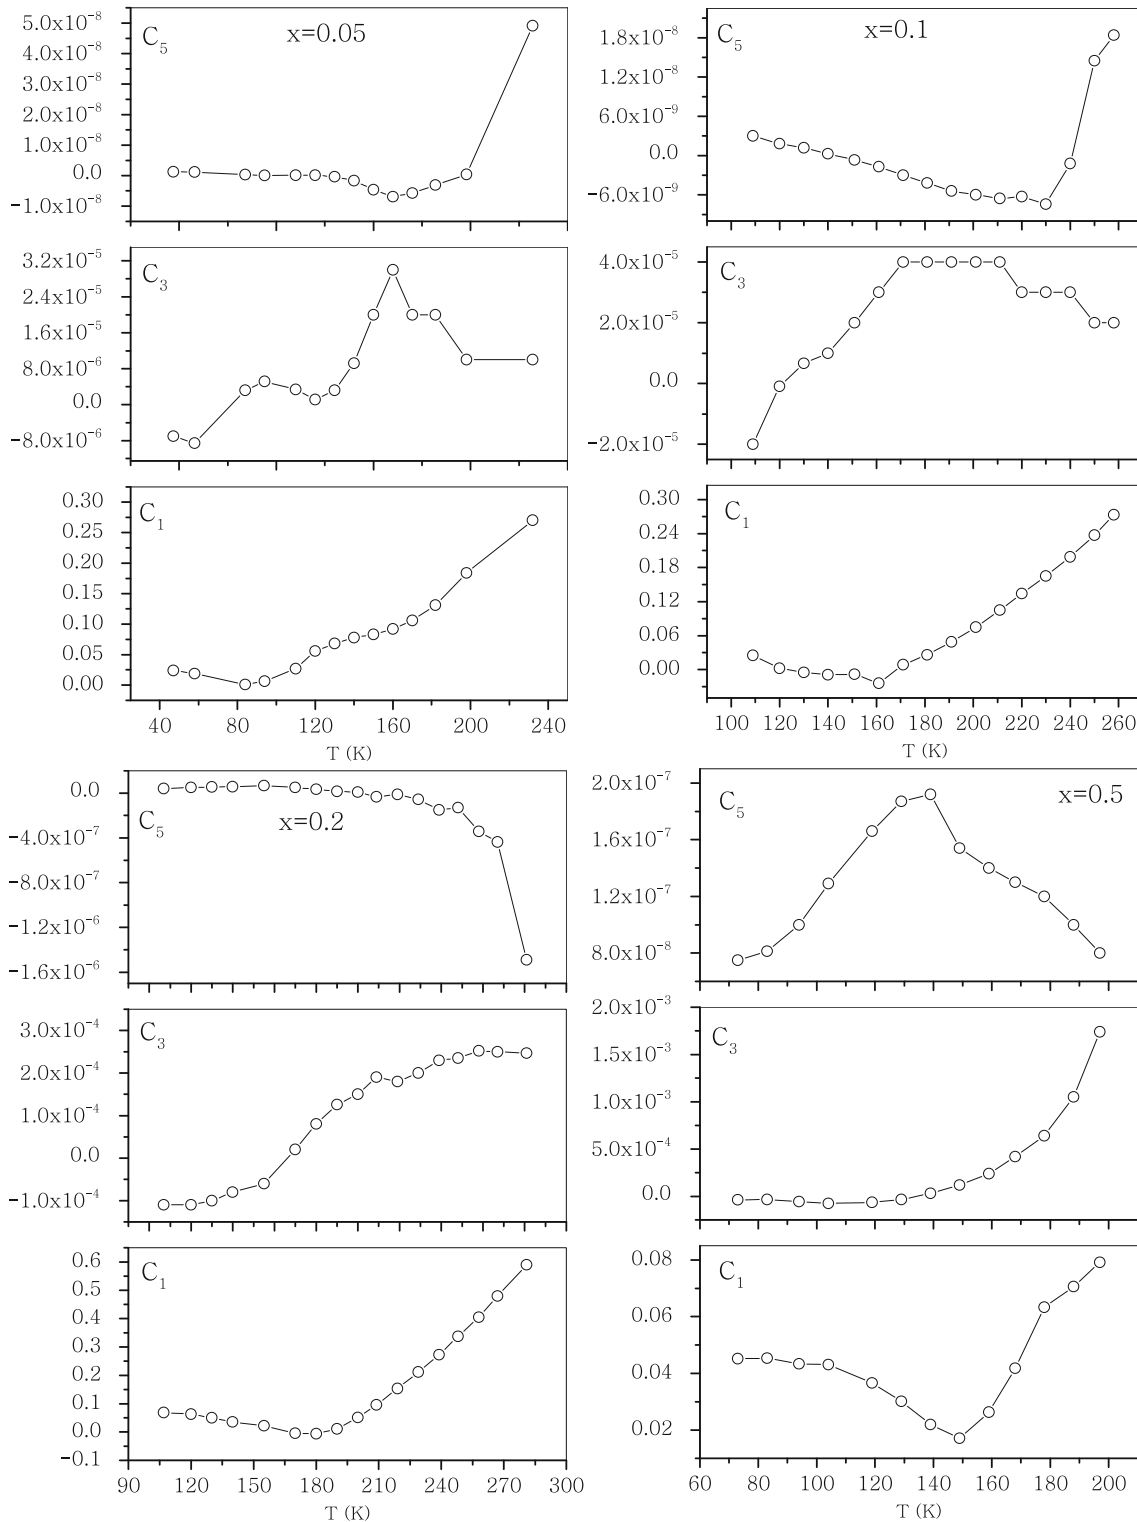 C₅ x=0.05
5.0x10⁻⁸
4.0x10⁻⁸
3.0x10⁻⁸
2.0x10⁻⁸
1.0x10⁻⁸
0.0
−1.0x10⁻⁸
C₃
3.2x10⁻⁵
2.4x10⁻⁵
1.6x10⁻⁵
8.0x10⁻⁶
0.0
−8.0x10⁻⁶
C₁
0.30
0.25
0.20
0.15
0.10
0.05
0.00
40 80 120 160 200 240
T (K)
C₅ x=0.1
1.8x10⁻⁸
1.2x10⁻⁸
6.0x10⁻⁹
0.0
−6.0x10⁻⁹
C₃
4.0x10⁻⁵
2.0x10⁻⁵
0.0
−2.0x10⁻⁵
C₁
0.30
0.24
0.18
0.12
0.06
0.00
100 120 140 160 180 200 220 240 260
T (K)
C₅ x=0.2
0.0
−4.0x10⁻⁷
−8.0x10⁻⁷
−1.2x10⁻⁶
−1.6x10⁻⁶
C₃
3.0x10⁻⁴
2.0x10⁻⁴
1.0x10⁻⁴
0.0
−1.0x10⁻⁴
C₁
0.6
0.5
0.4
0.3
0.2
0.1
0.0
−0.1
90 120 150 180 210 240 270 300
T (K)
C₅ x=0.5
2.0x10⁻⁷
1.6x10⁻⁷
1.2x10⁻⁷
8.0x10⁻⁸
C₃
2.0x10⁻³
1.5x10⁻³
1.0x10⁻³
5.0x10⁻⁴
0.0
C₁
0.08
0.06
0.04
0.02
60 80 100 120 140 160 180 200
T (K)